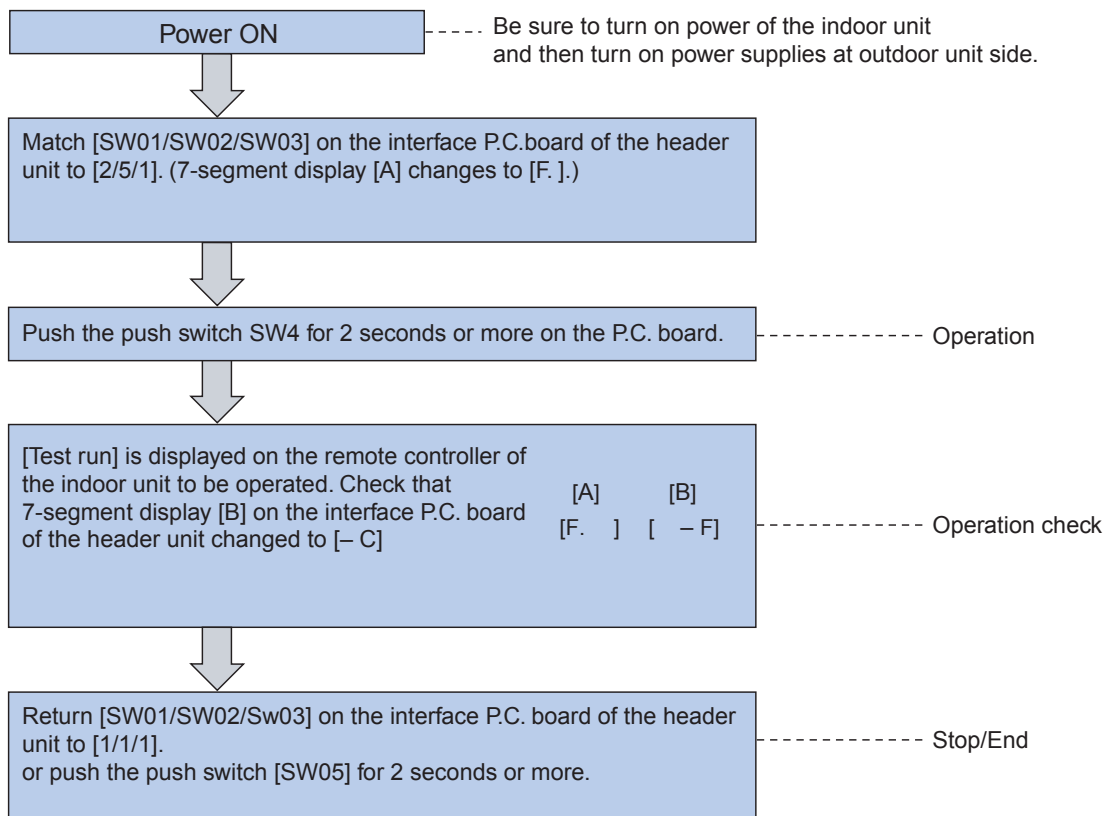 Power ON
Be sure to turn on power of the indoor unit
and then turn on power supplies at outdoor unit side.
Match [SW01/SW02/SW03] on the interface P.C.board of the header
unit to [2/5/1]. (7-segment display [A] changes to [F. ].)
Push the push switch SW4 for 2 seconds or more on the P.C. board.
Operation
[Test run] is displayed on the remote controller of
the indoor unit to be operated. Check that
7-segment display [B] on the interface P.C. board
of the header unit changed to [– C]
[A] [B]
[F. ] [ – F]
Operation check
Return [SW01/SW02/Sw03] on the interface P.C. board of the header
unit to [1/1/1].
or push the push switch [SW05] for 2 seconds or more.
Stop/End